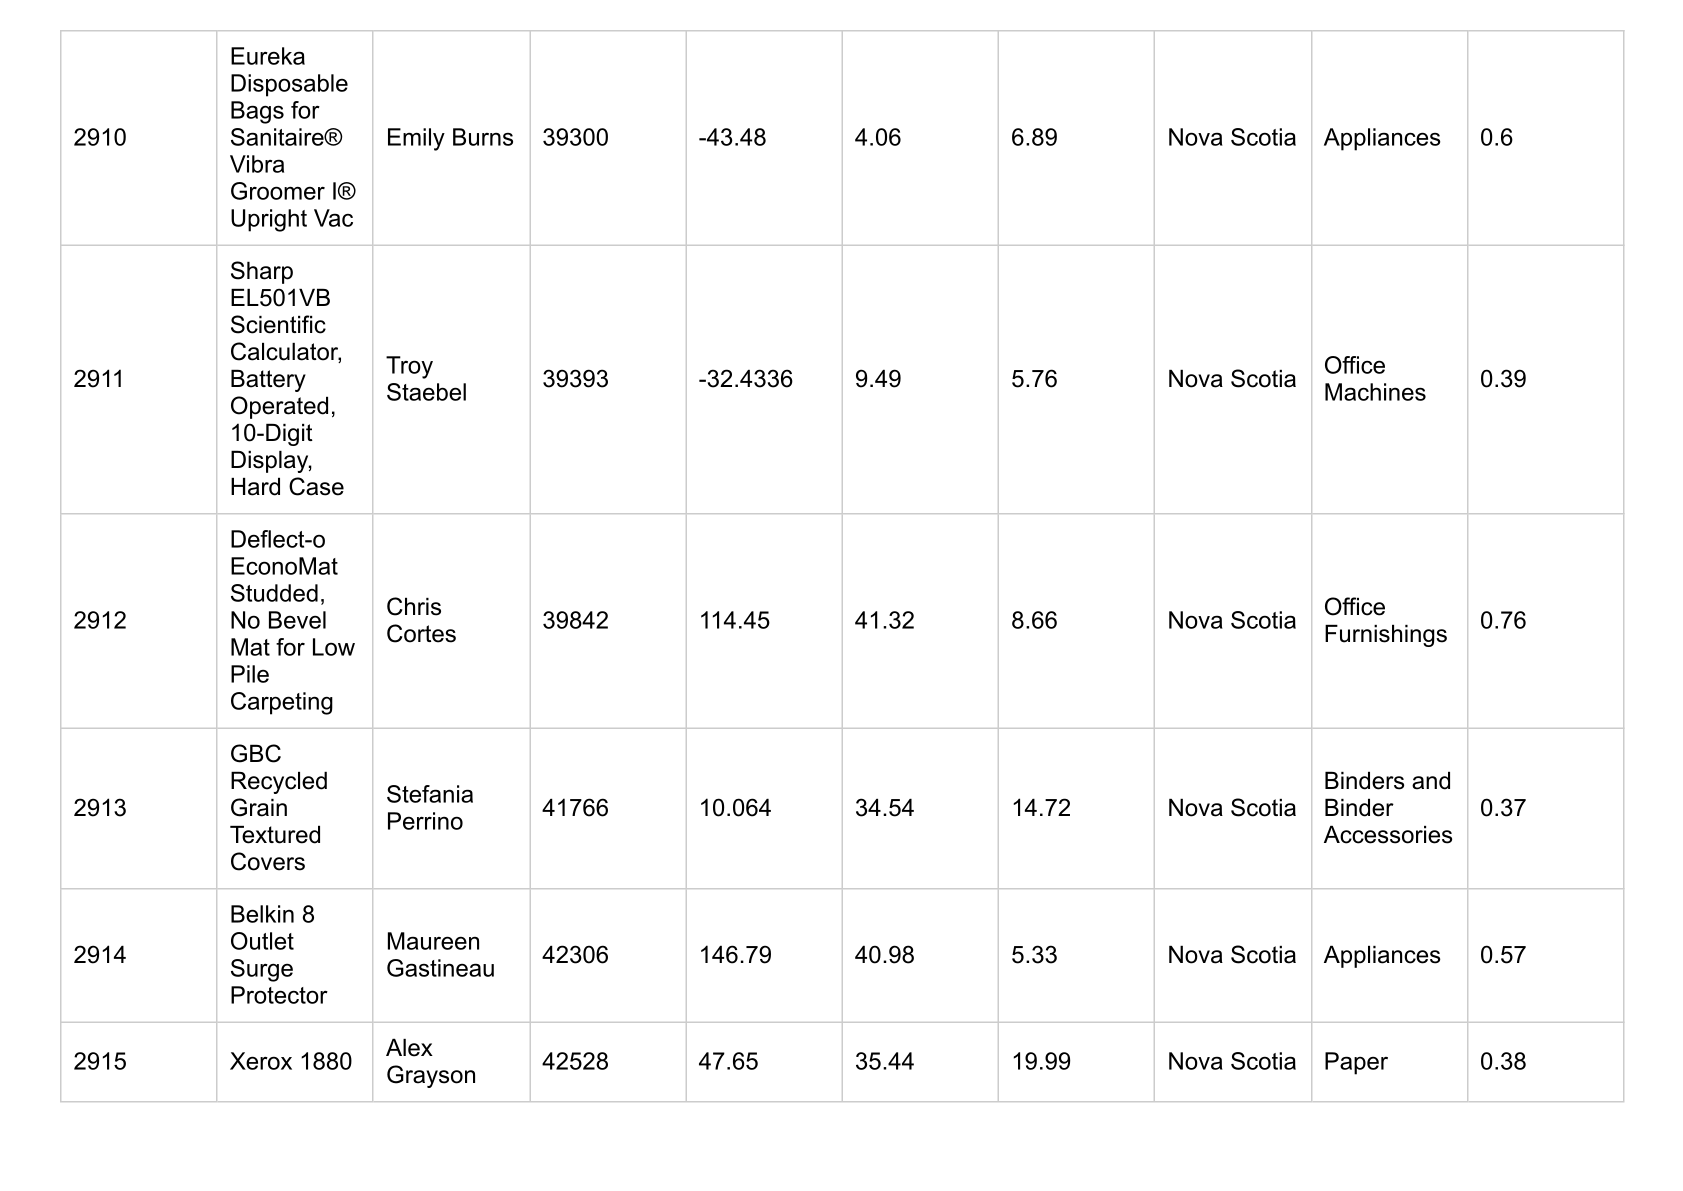 2910
Eureka
Disposable
Bags for
Sanitaire®
Vibra
Groomer I®
Upright Vac
Emily Burns
39300
-43.48
4.06
6.89
Nova Scotia
Appliances
0.6
2911
Sharp
EL501VB
Scientific
Calculator,
Battery
Operated,
10-Digit
Display,
Hard Case
Troy
Staebel
39393
-32.4336
9.49
5.76
Nova Scotia
Office
Machines
0.39
2912
Deflect-o
EconoMat
Studded,
No Bevel
Mat for Low
Pile
Carpeting
Chris
Cortes
39842
114.45
41.32
8.66
Nova Scotia
Office
Furnishings
0.76
2913
GBC
Recycled
Grain
Textured
Covers
Stefania
Perrino
41766
10.064
34.54
14.72
Nova Scotia
Binders and
Binder
Accessories
0.37
2914
Belkin 8
Outlet
Surge
Protector
Maureen
Gastineau
42306
146.79
40.98
5.33
Nova Scotia
Appliances
0.57
2915
Xerox 1880
Alex
Grayson
42528
47.65
35.44
19.99
Nova Scotia
Paper
0.38